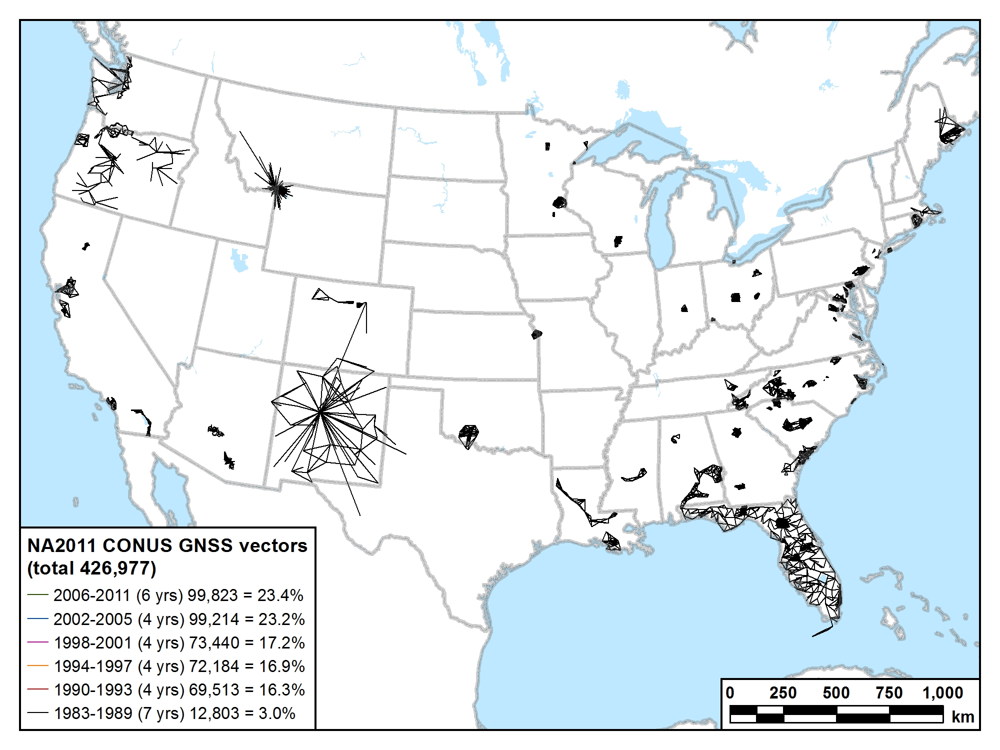 NA2011 CONUS GNSS vectors
(total 426,977)
2006-2011 (6 yrs) 99,823 = 23.4%
2002-2005 (4 yrs) 99,214 = 23.2%
1998-2001 (4 yrs) 73,440 = 17.2%
1994-1997 (4 yrs) 72,184 = 16.9%
1990-1993 (4 yrs) 69,513 = 16.3%
1983-1989 (7 yrs) 12,803 = 3.0%
0 250 500 750 1,000
km